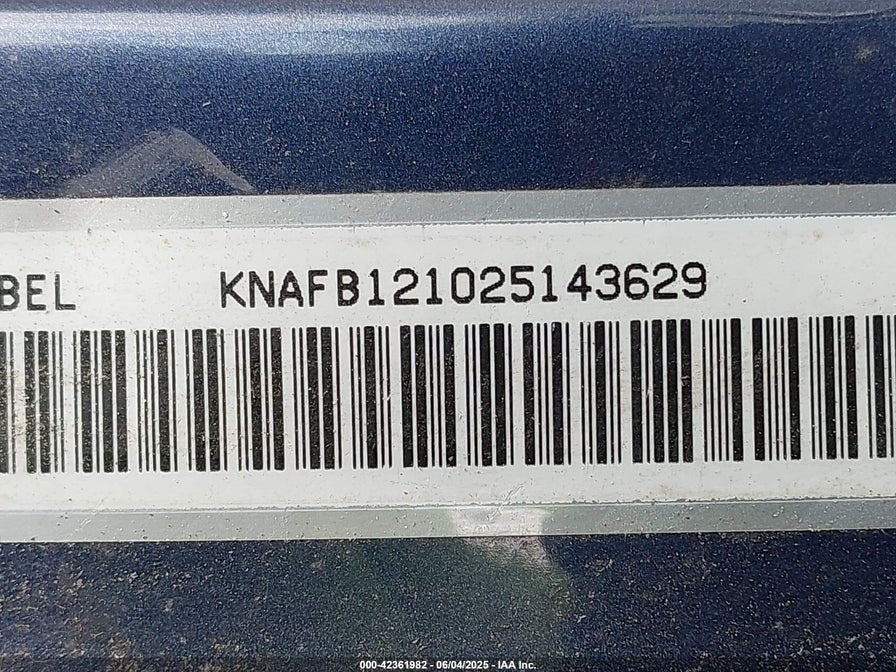 BEL KNAFB121025143629
000-42361982 - 06/04/2025 - IAA Inc.